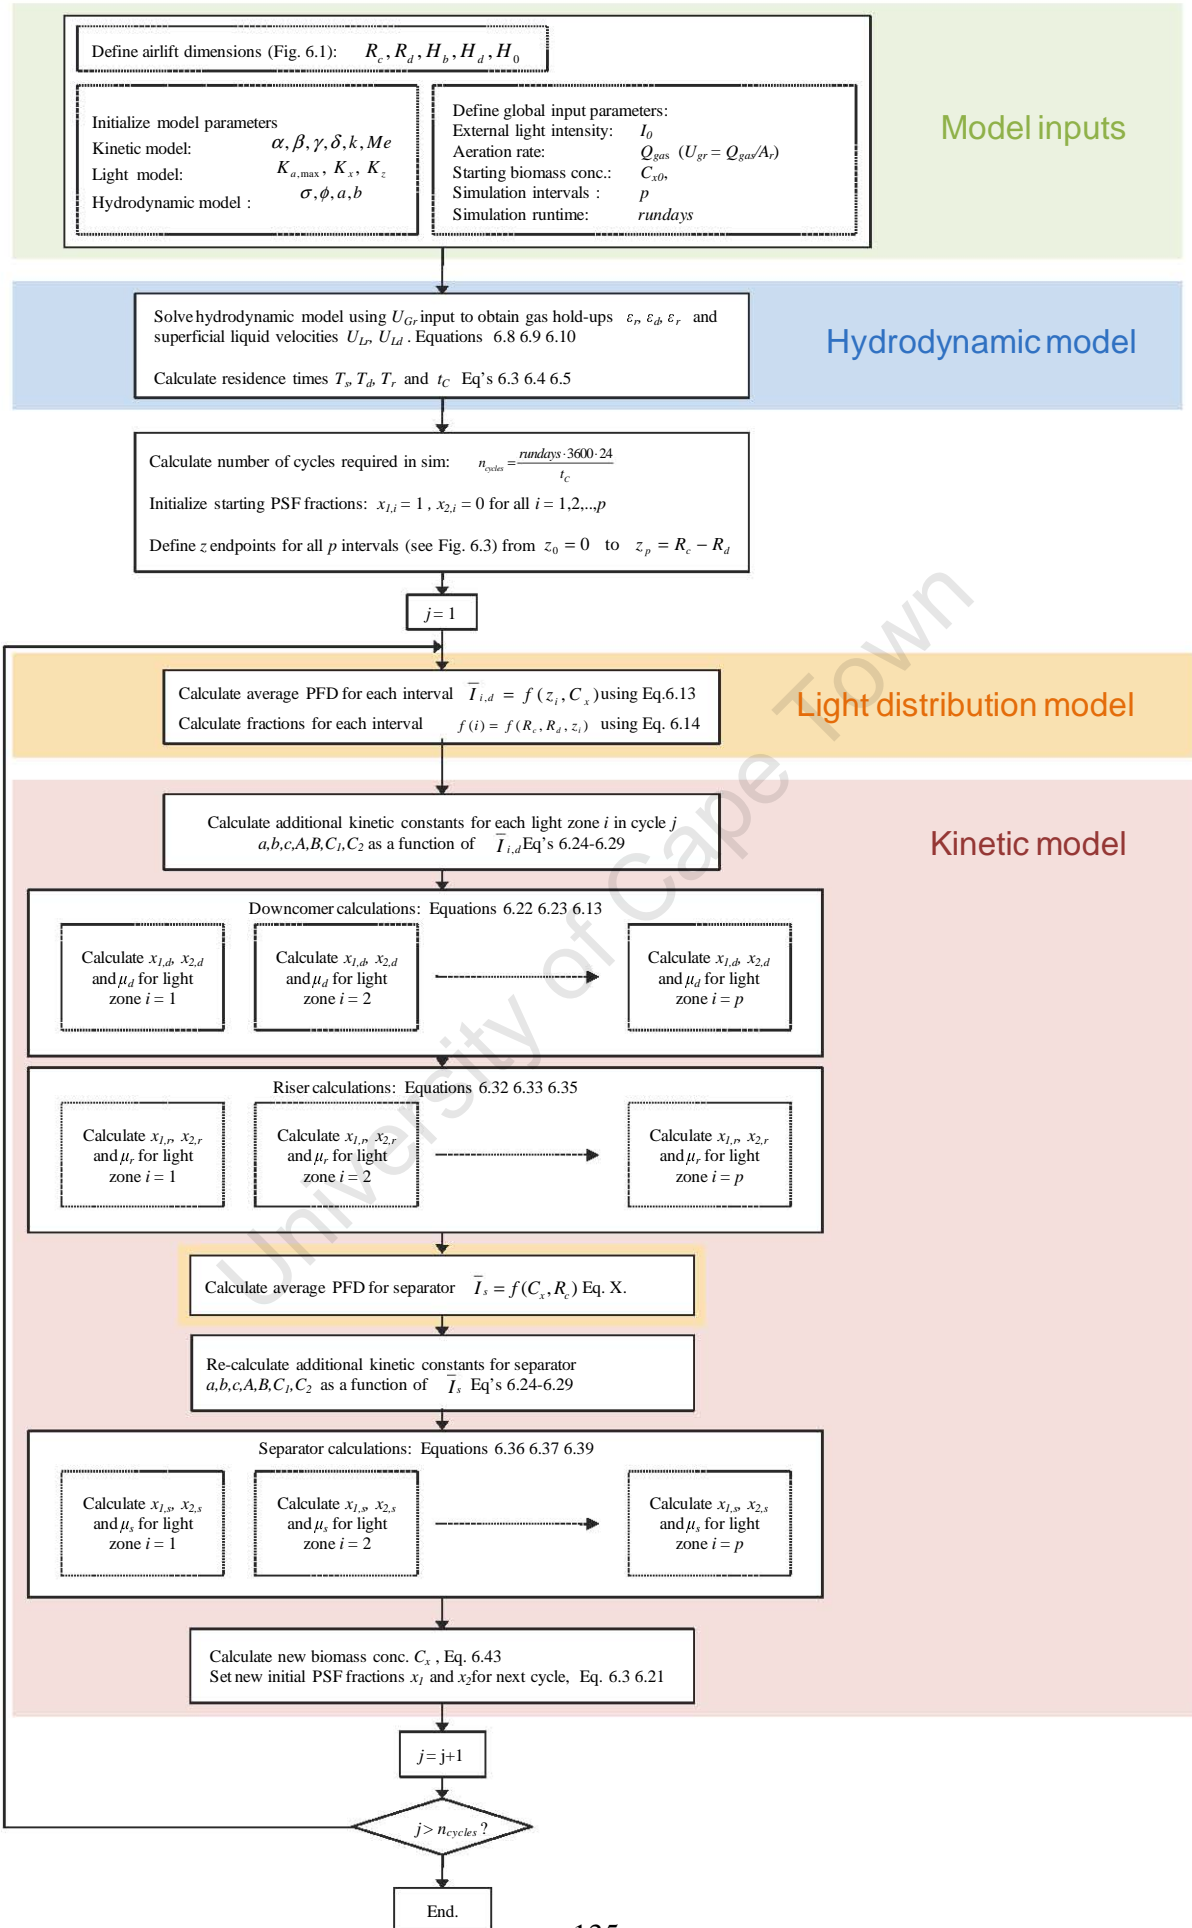 Define airlift dimensions (Fig. 6.1): R_c, R_d, H_b, H_d, H_0
Initialize model parameters
Kinetic model: α, β, γ, δ, k, Me
Light model: K_a,max, K_x, K_z
Hydrodynamic model : σ, ϕ, a, b
Define global input parameters:
External light intensity: I_0
Aeration rate: Q_gas (U_gr = Q_gas/A_r)
Starting biomass conc.: C_x0,
Simulation intervals : p
Simulation runtime: rundays
Model inputs
Solve hydrodynamic model using U_Gr input to obtain gas hold-ups ε_r, ε_d, ε_r and
superficial liquid velocities U_Lr, U_Ld . Equations 6.8 6.9 6.10
Calculate residence times T_s, T_d, T_r and t_C Eq's 6.3 6.4 6.5
Hydrodynamic model
Calculate number of cycles required in sim: n_cycles = rundays·3600·24 / t_C
Initialize starting PSF fractions: x_1,i = 1 , x_2,i = 0 for all i = 1,2,..,p
Define z endpoints for all p intervals (see Fig. 6.3) from z_0 = 0 to z_p = R_c − R_d
j = 1
Calculate average PFD for each interval Ī_i,d = f(z_i, C_x) using Eq.6.13
Calculate fractions for each interval f(i) = f(R_c, R_d, z_i) using Eq. 6.14
Light distribution model
Calculate additional kinetic constants for each light zone i in cycle j
a,b,c,A,B,C_1,C_2 as a function of Ī_i,d Eq's 6.24-6.29
Kinetic model
Downcomer calculations: Equations 6.22 6.23 6.13
Calculate x_1,d, x_2,d
and μ_d for light
zone i = 1
Calculate x_1,d, x_2,d
and μ_d for light
zone i = 2
Calculate x_1,d, x_2,d
and μ_d for light
zone i = p
Riser calculations: Equations 6.32 6.33 6.35
Calculate x_1,r, x_2,r
and μ_r for light
zone i = 1
Calculate x_1,r, x_2,r
and μ_r for light
zone i = 2
Calculate x_1,r, x_2,r
and μ_r for light
zone i = p
Calculate average PFD for separator Ī_s = f(C_x, R_c) Eq. X.
Re-calculate additional kinetic constants for separator
a,b,c,A,B,C_1,C_2 as a function of Ī_s Eq's 6.24-6.29
Separator calculations: Equations 6.36 6.37 6.39
Calculate x_1,s, x_2,s
and μ_s for light
zone i = 1
Calculate x_1,s, x_2,s
and μ_s for light
zone i = 2
Calculate x_1,s, x_2,s
and μ_s for light
zone i = p
Calculate new biomass conc. C_x , Eq. 6.43
Set new initial PSF fractions x_1 and x_2 for next cycle, Eq. 6.3 6.21
j = j+1
j > n_cycles ?
End.
University of Cape Town